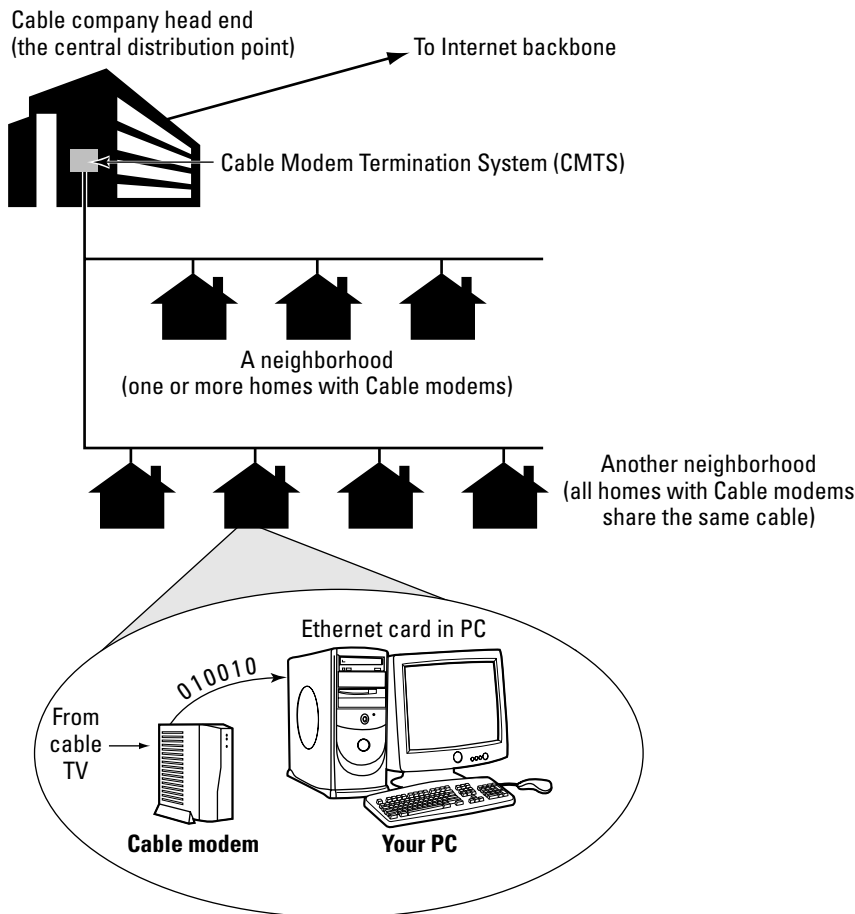 Cable company head end
(the central distribution point)
To Internet backbone
Cable Modem Termination System (CMTS)
A neighborhood
(one or more homes with Cable modems)
Another neighborhood
(all homes with Cable modems
share the same cable)
Ethernet card in PC
010010
From
cable
TV
Cable modem
Your PC